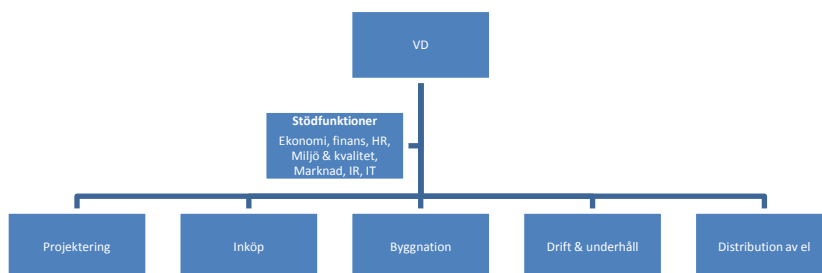 VD
Stödfunktioner
Ekonomi, finans, HR,
Miljö & kvalitet,
Marknad, IR, IT
Projektering
Inköp
Byggnation
Drift & underhåll
Distribution av el